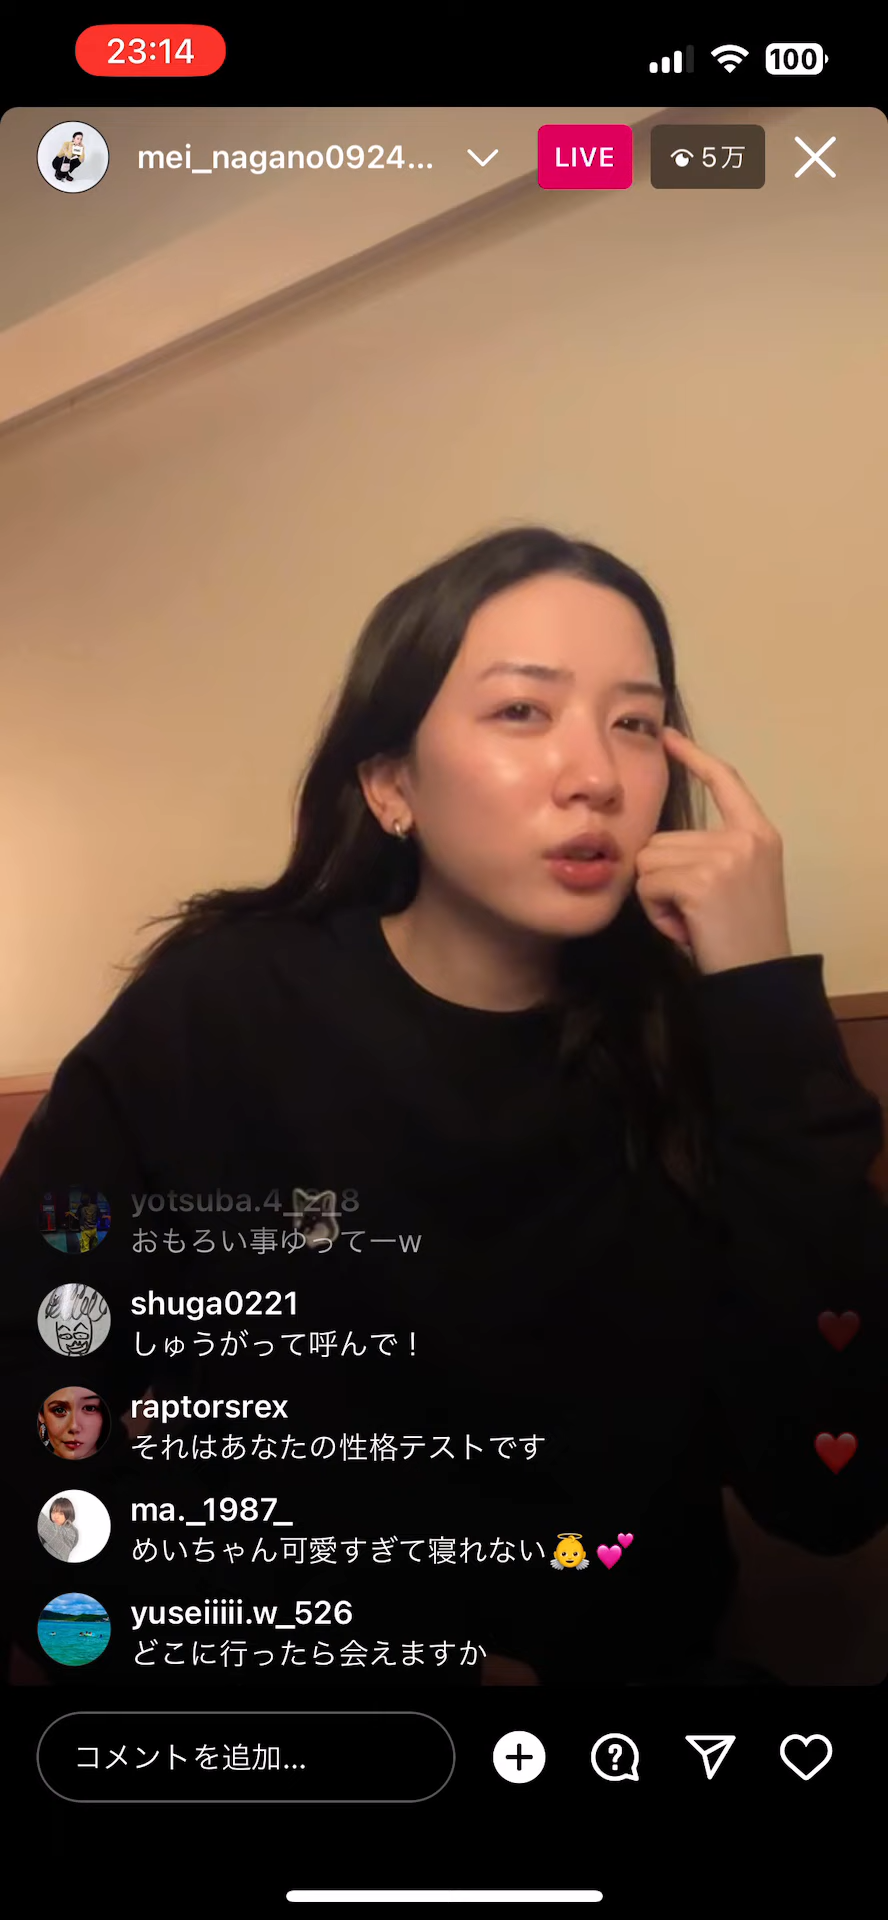 23:14
100
mei_nagano0924...
LIVE
5万
yotsuba.4_2_8
おもろい事ゆってーw
shuga0221
しゅうがって呼んで！
raptorsrex
それはあなたの性格テストです
ma._1987_
めいちゃん可愛すぎて寝れない👼💕
yuseiiiii.w_526
どこに行ったら会えますか
コメントを追加...